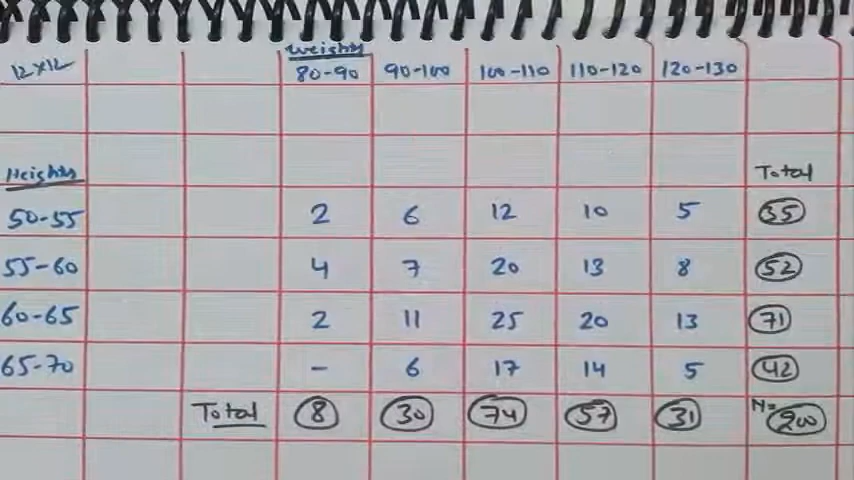 Weights
12x12 80-90 90-100 100-110 110-120 120-130
Heights Total
50-55 2 6 12 10 5 35
55-60 4 7 20 13 8 52
60-65 2 11 25 20 13 71
65-70 - 6 17 14 5 42
Total 8 30 74 57 31 N= 200